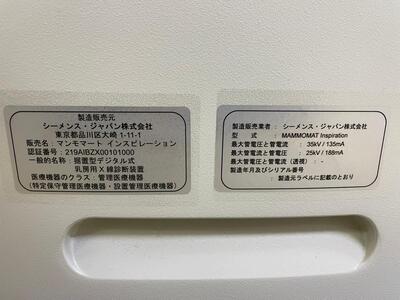 製造販売元
シーメンス・ジャパン株式会社
東京都品川区大崎 1-11-1
販売名：マンモマート インスピレーション
認証番号：219AIBZX00101000
一般的名称：据置型デジタル式
乳房用X線診断装置
医療機器のクラス：管理医療機器
（特定保守管理医療機器・設置管理医療機器）
製造販売業者 ： シーメンス・ジャパン株式会社
型 式 ： MAMMOMAT Inspiration
最大管電圧と管電流 ： 35kV / 135mA
最大管電流と管電圧 ： 25kV / 188mA
最大管電圧と管電流（透視）： -
製造年月及びシリアル番号
：製造元ラベルに記載のとおり